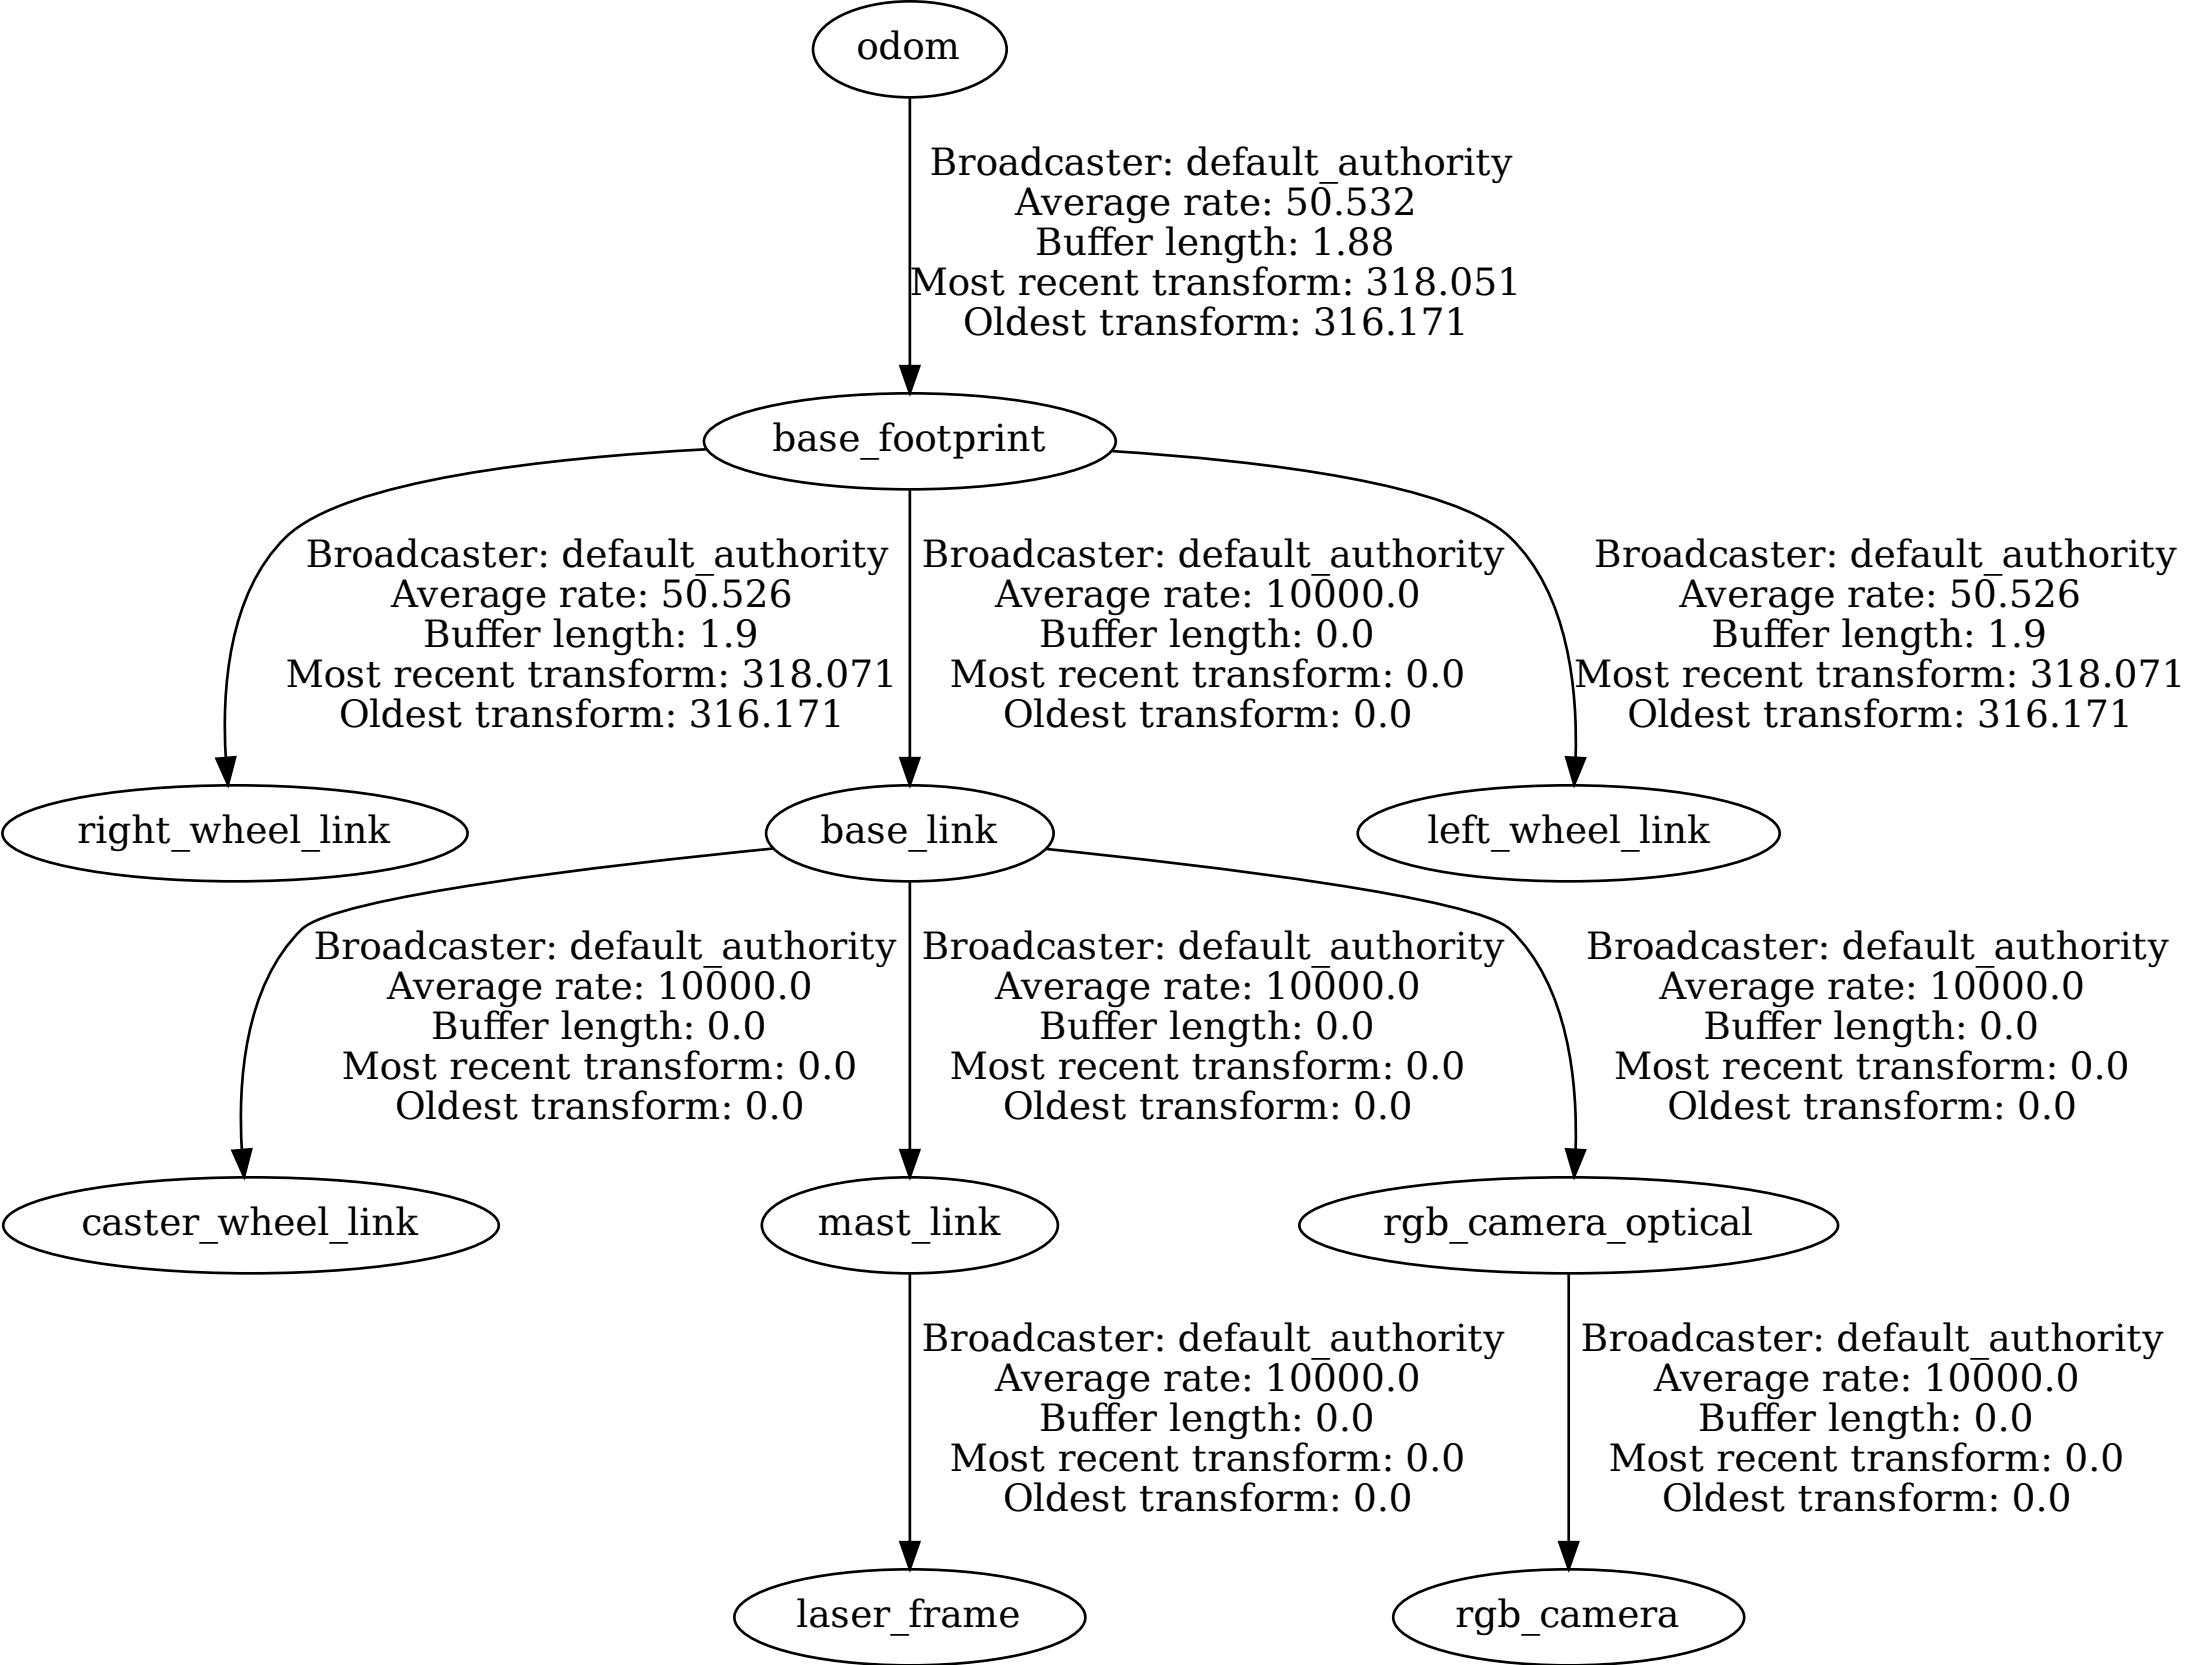 odom
Broadcaster: default_authority
Average rate: 50.532
Buffer length: 1.88
Most recent transform: 318.051
Oldest transform: 316.171
base_footprint
Broadcaster: default_authority
Average rate: 50.526
Buffer length: 1.9
Most recent transform: 318.071
Oldest transform: 316.171
Broadcaster: default_authority
Average rate: 10000.0
Buffer length: 0.0
Most recent transform: 0.0
Oldest transform: 0.0
Broadcaster: default_authority
Average rate: 50.526
Buffer length: 1.9
Most recent transform: 318.071
Oldest transform: 316.171
right_wheel_link
base_link
left_wheel_link
Broadcaster: default_authority
Average rate: 10000.0
Buffer length: 0.0
Most recent transform: 0.0
Oldest transform: 0.0
Broadcaster: default_authority
Average rate: 10000.0
Buffer length: 0.0
Most recent transform: 0.0
Oldest transform: 0.0
Broadcaster: default_authority
Average rate: 10000.0
Buffer length: 0.0
Most recent transform: 0.0
Oldest transform: 0.0
caster_wheel_link
mast_link
rgb_camera_optical
Broadcaster: default_authority
Average rate: 10000.0
Buffer length: 0.0
Most recent transform: 0.0
Oldest transform: 0.0
Broadcaster: default_authority
Average rate: 10000.0
Buffer length: 0.0
Most recent transform: 0.0
Oldest transform: 0.0
laser_frame
rgb_camera